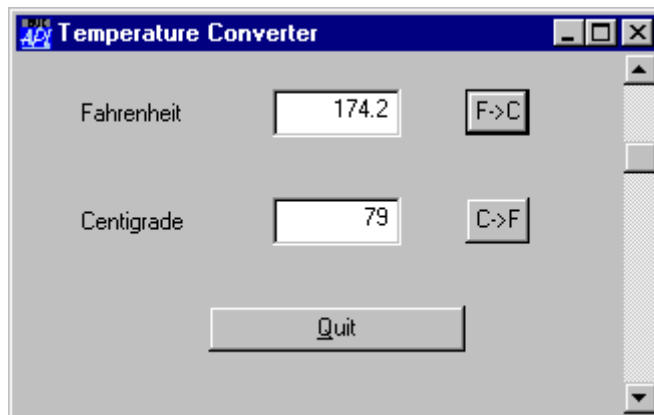 Temperature Converter
Fahrenheit 174.2 F->C
Centigrade 79 C->F
Quit